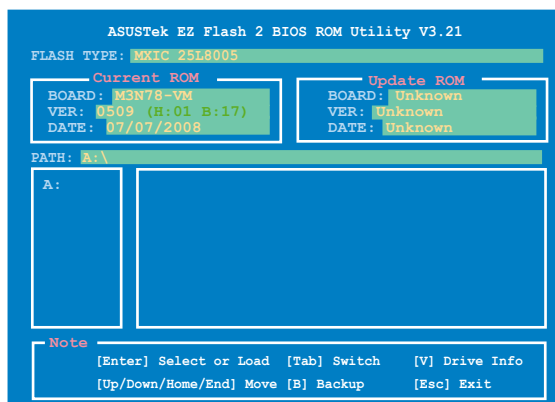 ASUSTek EZ Flash 2 BIOS ROM Utility V3.21
FLASH TYPE: MXIC 25L8005
Current ROM
BOARD: M3N78-VM
VER: 0509 (H:01 B:17)
DATE: 07/07/2008
Update ROM
BOARD: Unknown
VER: Unknown
DATE: Unknown
PATH: A:\
A:
Note
[Enter] Select or Load [Tab] Switch [V] Drive Info
[Up/Down/Home/End] Move [B] Backup [Esc] Exit